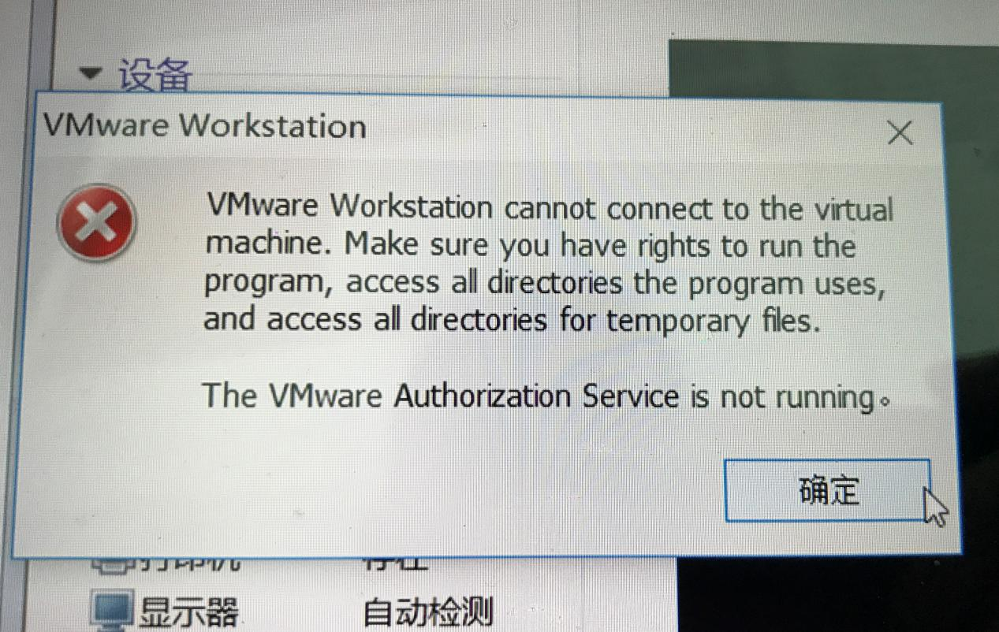 设备
VMware Workstation
VMware Workstation cannot connect to the virtual
machine. Make sure you have rights to run the
program, access all directories the program uses,
and access all directories for temporary files.
The VMware Authorization Service is not running。
确定
显示器 自动检测